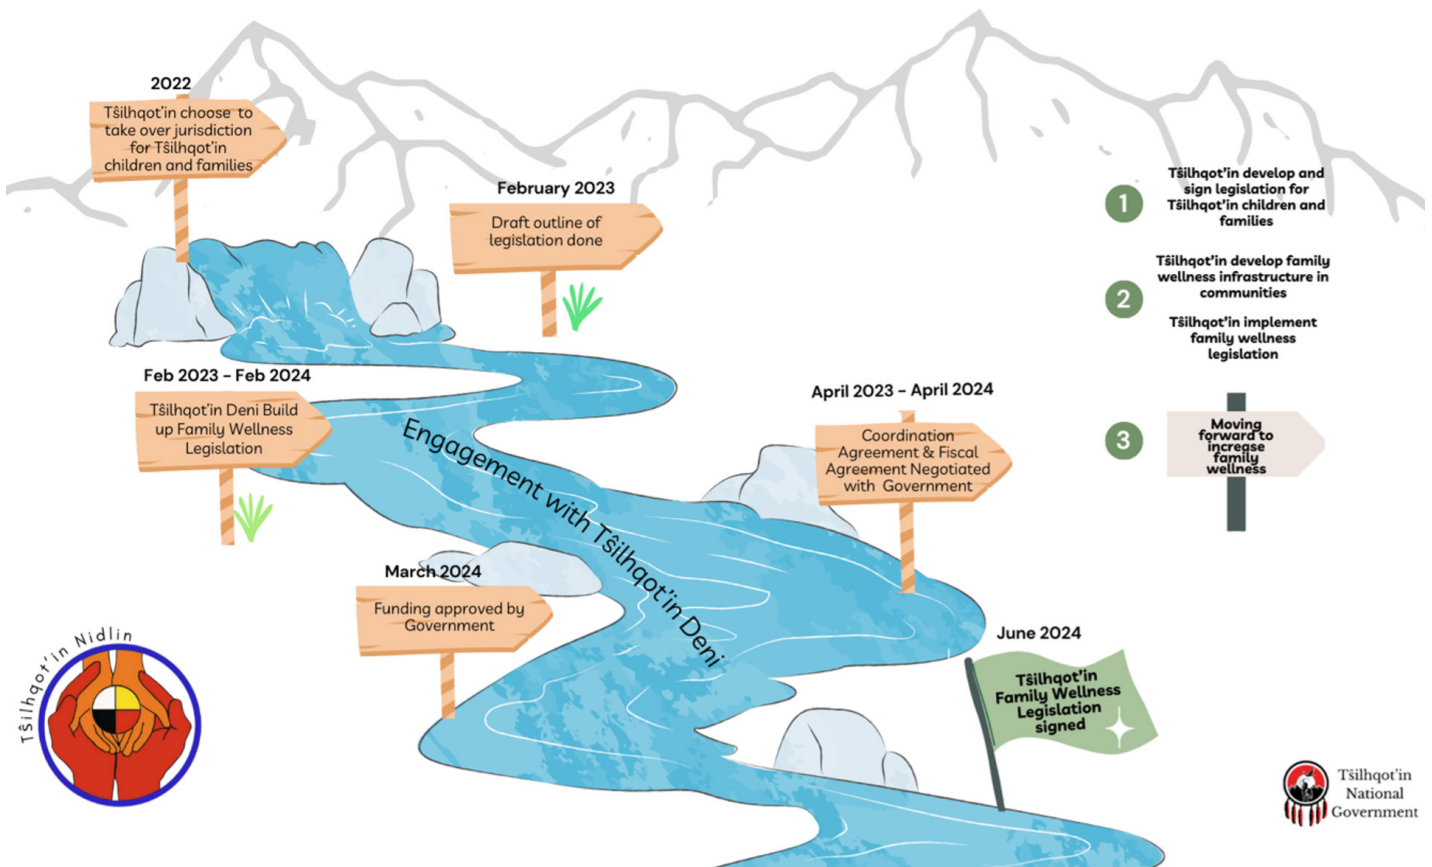 2022
Tŝilhqot'in choose to
take over jurisdiction
for Tŝilhqot'in
children and families
February 2023
Draft outline of
legislation done
Feb 2023 – Feb 2024
Tŝilhqot'in Deni Build
up Family Wellness
Legislation
Engagement with Tŝilhqot'in Deni
April 2023 – April 2024
Coordination
Agreement & Fiscal
Agreement Negotiated
with Government
March 2024
Funding approved by
Government
June 2024
Tŝilhqot'in
Family Wellness
Legislation
signed
1
Tŝilhqot'in develop and
sign legislation for
Tŝilhqot'in children and
families
2
Tŝilhqot'in develop family
wellness infrastructure in
communities
Tŝilhqot'in implement
family wellness
legislation
3
Moving
forward to
increase
family
wellness
Tŝilhqot'in Nidlin
Tŝilhqot'in
National
Government